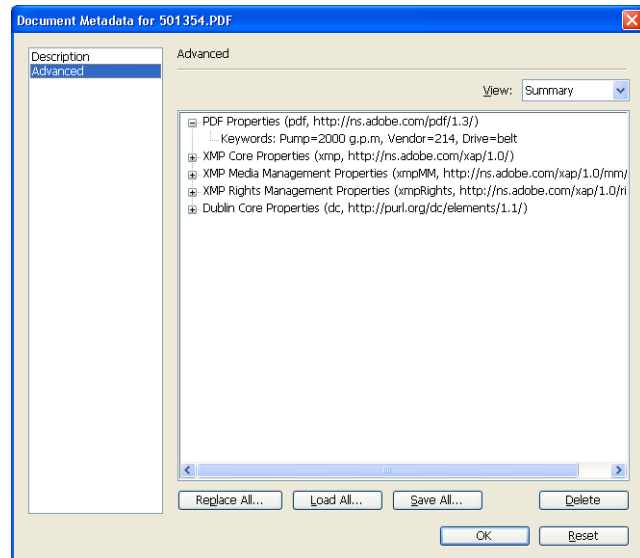 Document Metadata for 501354.PDF
Description
Advanced
Advanced
View: Summary
PDF Properties (pdf, http://ns.adobe.com/pdf/1.3/)
Keywords: Pump=2000 g.p.m, Vendor=214, Drive=belt
XMP Core Properties (xmp, http://ns.adobe.com/xap/1.0/)
XMP Media Management Properties (xmpMM, http://ns.adobe.com/xap/1.0/mm/
XMP Rights Management Properties (xmpRights, http://ns.adobe.com/xap/1.0/ri
Dublin Core Properties (dc, http://purl.org/dc/elements/1.1/)
Replace All... Load All... Save All... Delete
OK Reset